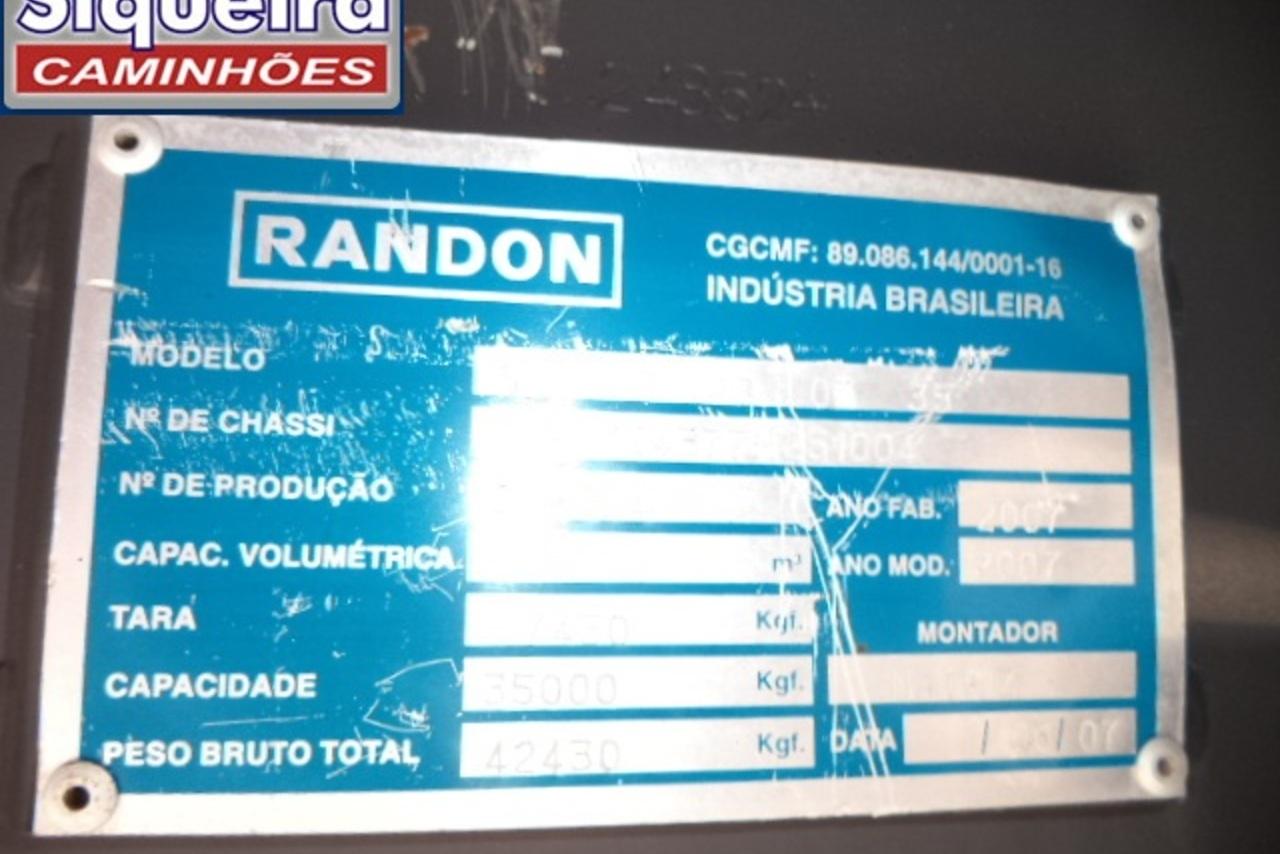 Siqueira
CAMINHÕES
RANDON
CGCMF: 89.086.144/0001-16
INDÚSTRIA BRASILEIRA
MODELO
Nº DE CHASSI
Nº DE PRODUÇÃO
ANO FAB. 2007
CAPAC. VOLUMÉTRICA m³
ANO MOD. 2007
TARA Kgf.
MONTADOR
CAPACIDADE 35000 Kgf.
PESO BRUTO TOTAL 42430 Kgf.
DATA / / 07